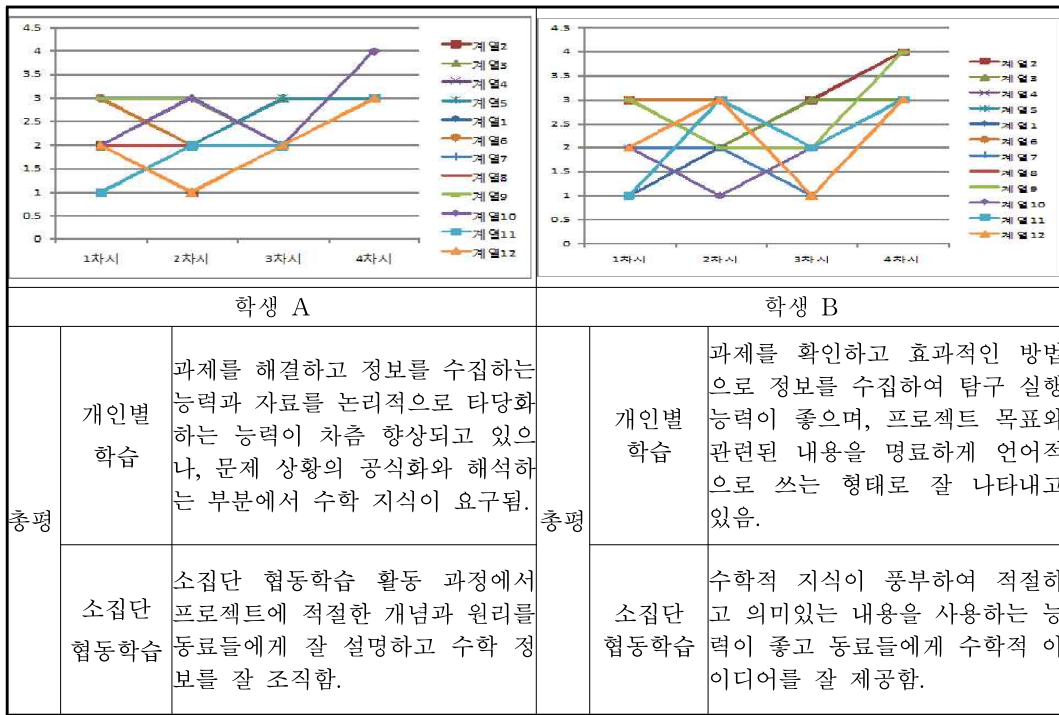 4.5
4
3.5
3
2.5
2
1.5
1
0.5
0
1차시 2차시 3차시 4차시
계열2
계열3
계열4
계열5
계열1
계열6
계열7
계열8
계열9
계열10
계열11
계열12
4.5
4
3.5
3
2.5
2
1.5
1
0.5
0
1차시 2차시 3차시 4차시
계열2
계열3
계열4
계열5
계열1
계열6
계열7
계열8
계열9
계열10
계열11
계열12
학생 A
학생 B
총평
개인별
학습
과제를 해결하고 정보를 수집하는
능력과 자료를 논리적으로 타당화
하는 능력이 차츰 향상되고 있으
나, 문제 상황의 공식화와 해석하
는 부분에서 수학 지식이 요구됨.
소집단
협동학습
소집단 협동학습 활동 과정에서
프로젝트에 적절한 개념과 원리를
동료들에게 잘 설명하고 수학 정
보를 잘 조직함.
총평
개인별
학습
과제를 확인하고 효과적인 방법
으로 정보를 수집하여 탐구 실행
능력이 좋으며, 프로젝트 목표와
관련된 내용을 명료하게 언어적
으로 쓰는 형태로 잘 나타내고
있음.
소집단
협동학습
수학적 지식이 풍부하여 적절하
고 의미있는 내용을 사용하는 능
력이 좋고 동료들에게 수학적 아
이디어를 잘 제공함.